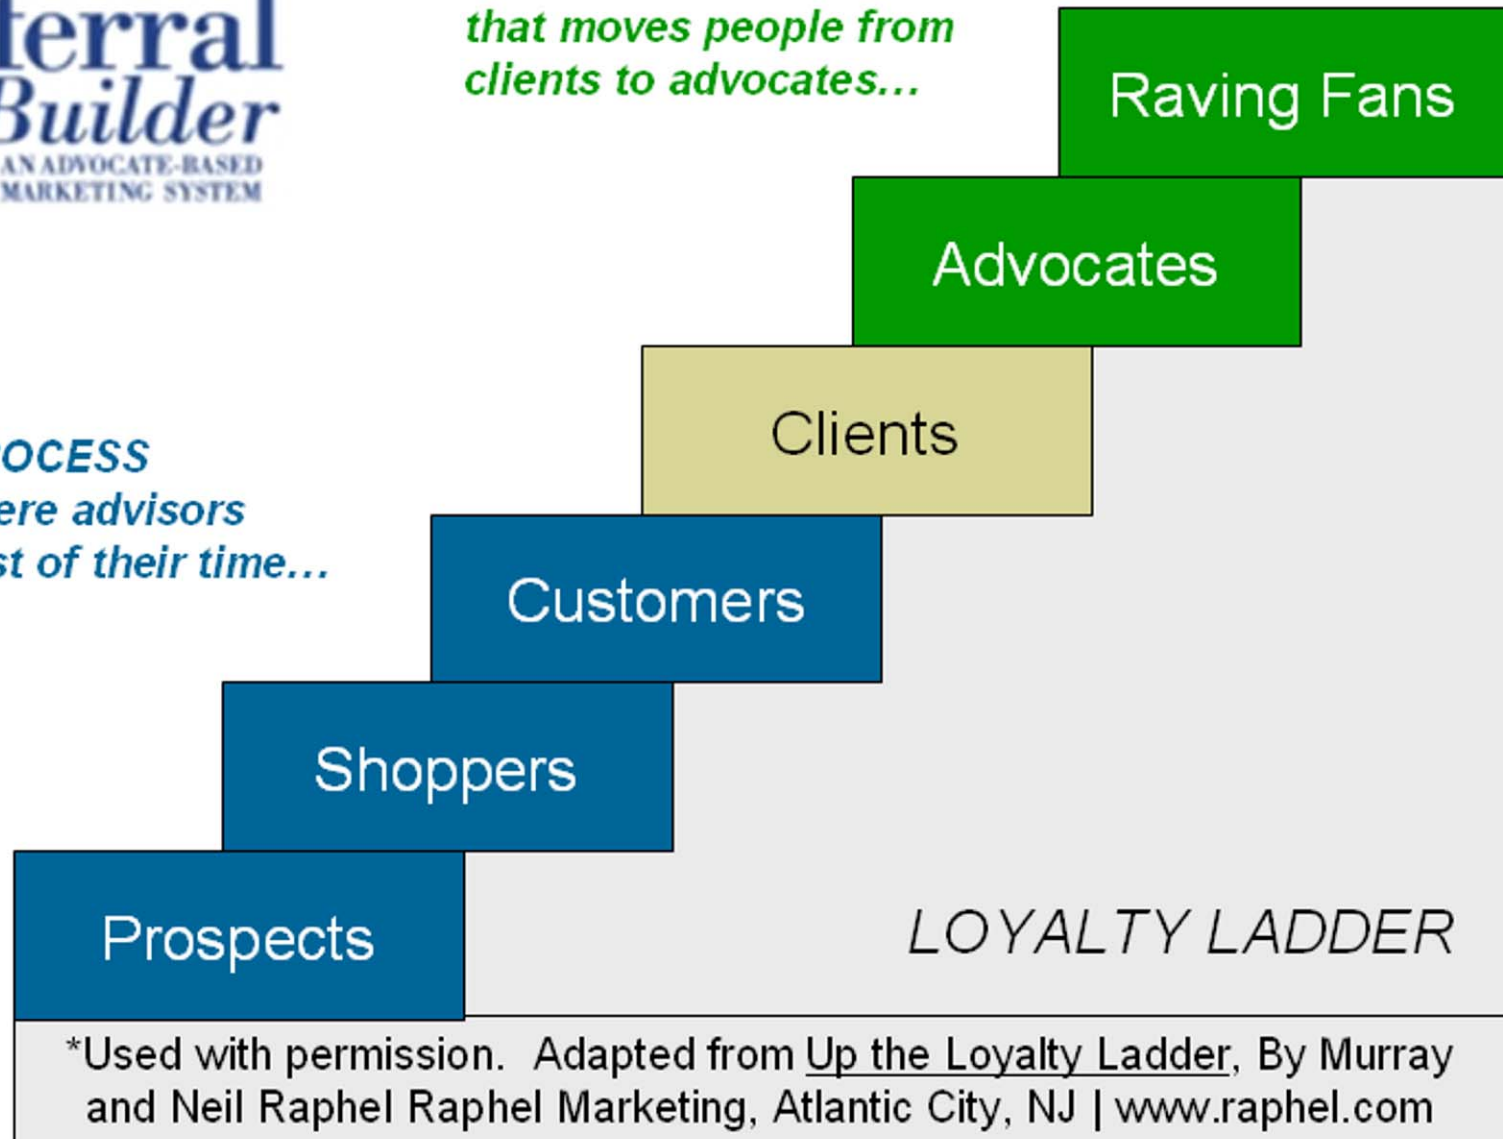 ferral
Builder
AN ADVOCATE-BASED
MARKETING SYSTEM
that moves people from
clients to advocates...
Raving Fans
Advocates
Clients
OCESS
ere advisors
st of their time...
Customers
Shoppers
Prospects
LOYALTY LADDER
*Used with permission. Adapted from Up the Loyalty Ladder, By Murray
and Neil Raphel Raphel Marketing, Atlantic City, NJ | www.raphel.com